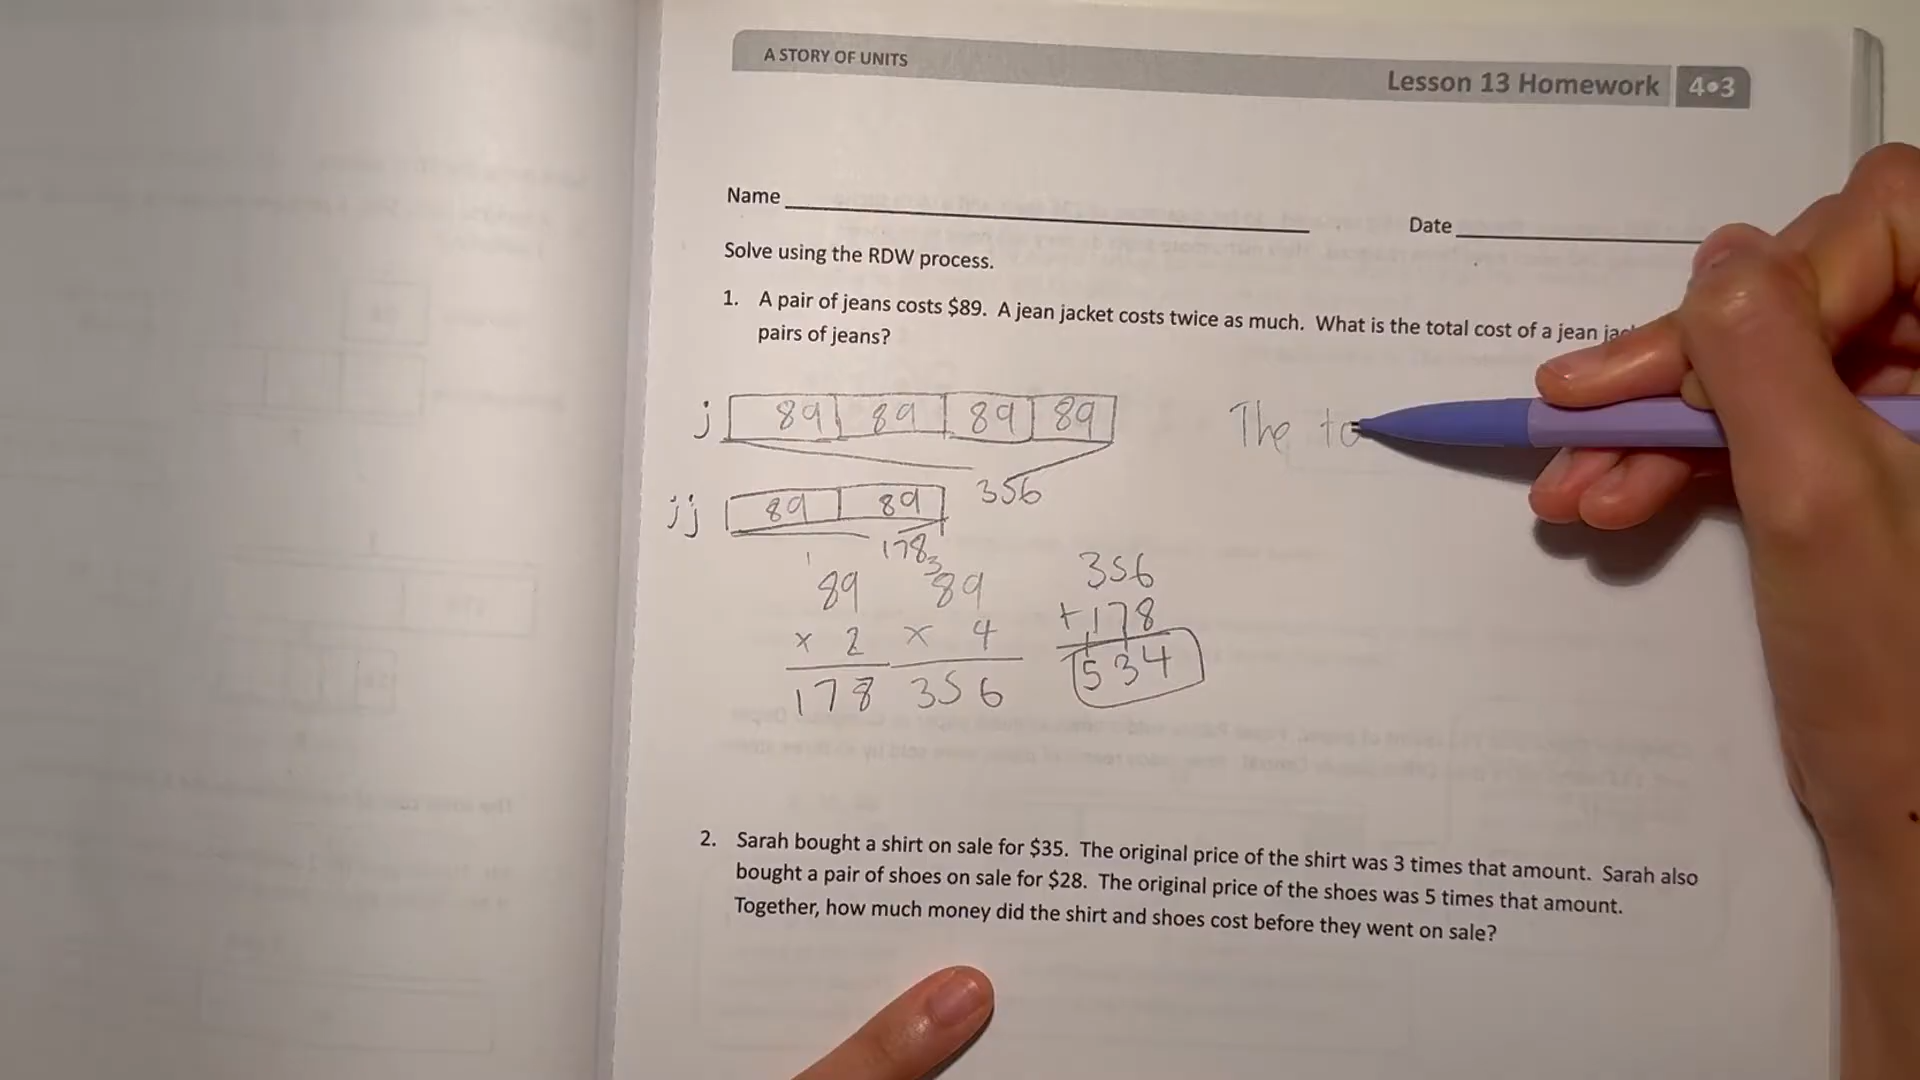 A STORY OF UNITS
Lesson 13 Homework 4•3
Name
Date
Solve using the RDW process.
1. A pair of jeans costs $89. A jean jacket costs twice as much. What is the total cost of a jean
pairs of jeans?
j 89 89 89 89
The to
356
jj 89 89
178
1 3
89 89 356
x 2 x 4 +178
1 1
178 356 534
2. Sarah bought a shirt on sale for $35. The original price of the shirt was 3 times that amount. Sarah also
bought a pair of shoes on sale for $28. The original price of the shoes was 5 times that amount.
Together, how much money did the shirt and shoes cost before they went on sale?